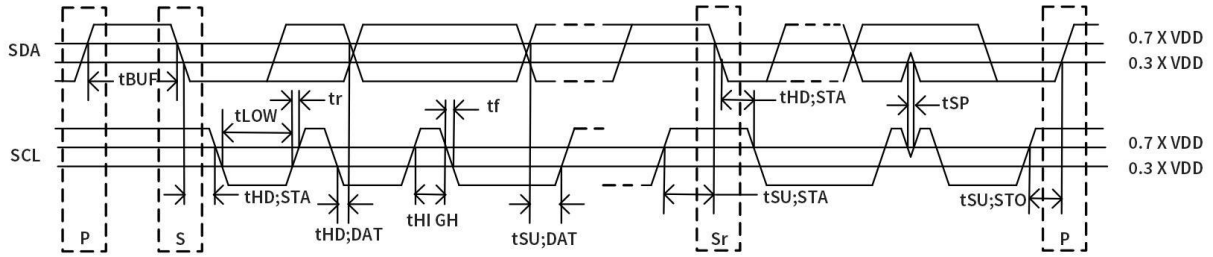 0.7 X VDD
SDA
0.3 X VDD
tBUF
tHD;STA
tr
tf
tSP
tLOW
0.7 X VDD
SCL
0.3 X VDD
tHD;STA
tSU;STA
tSU;STO
tHI GH
tHD;DAT
tSU;DAT
P
S
Sr
P